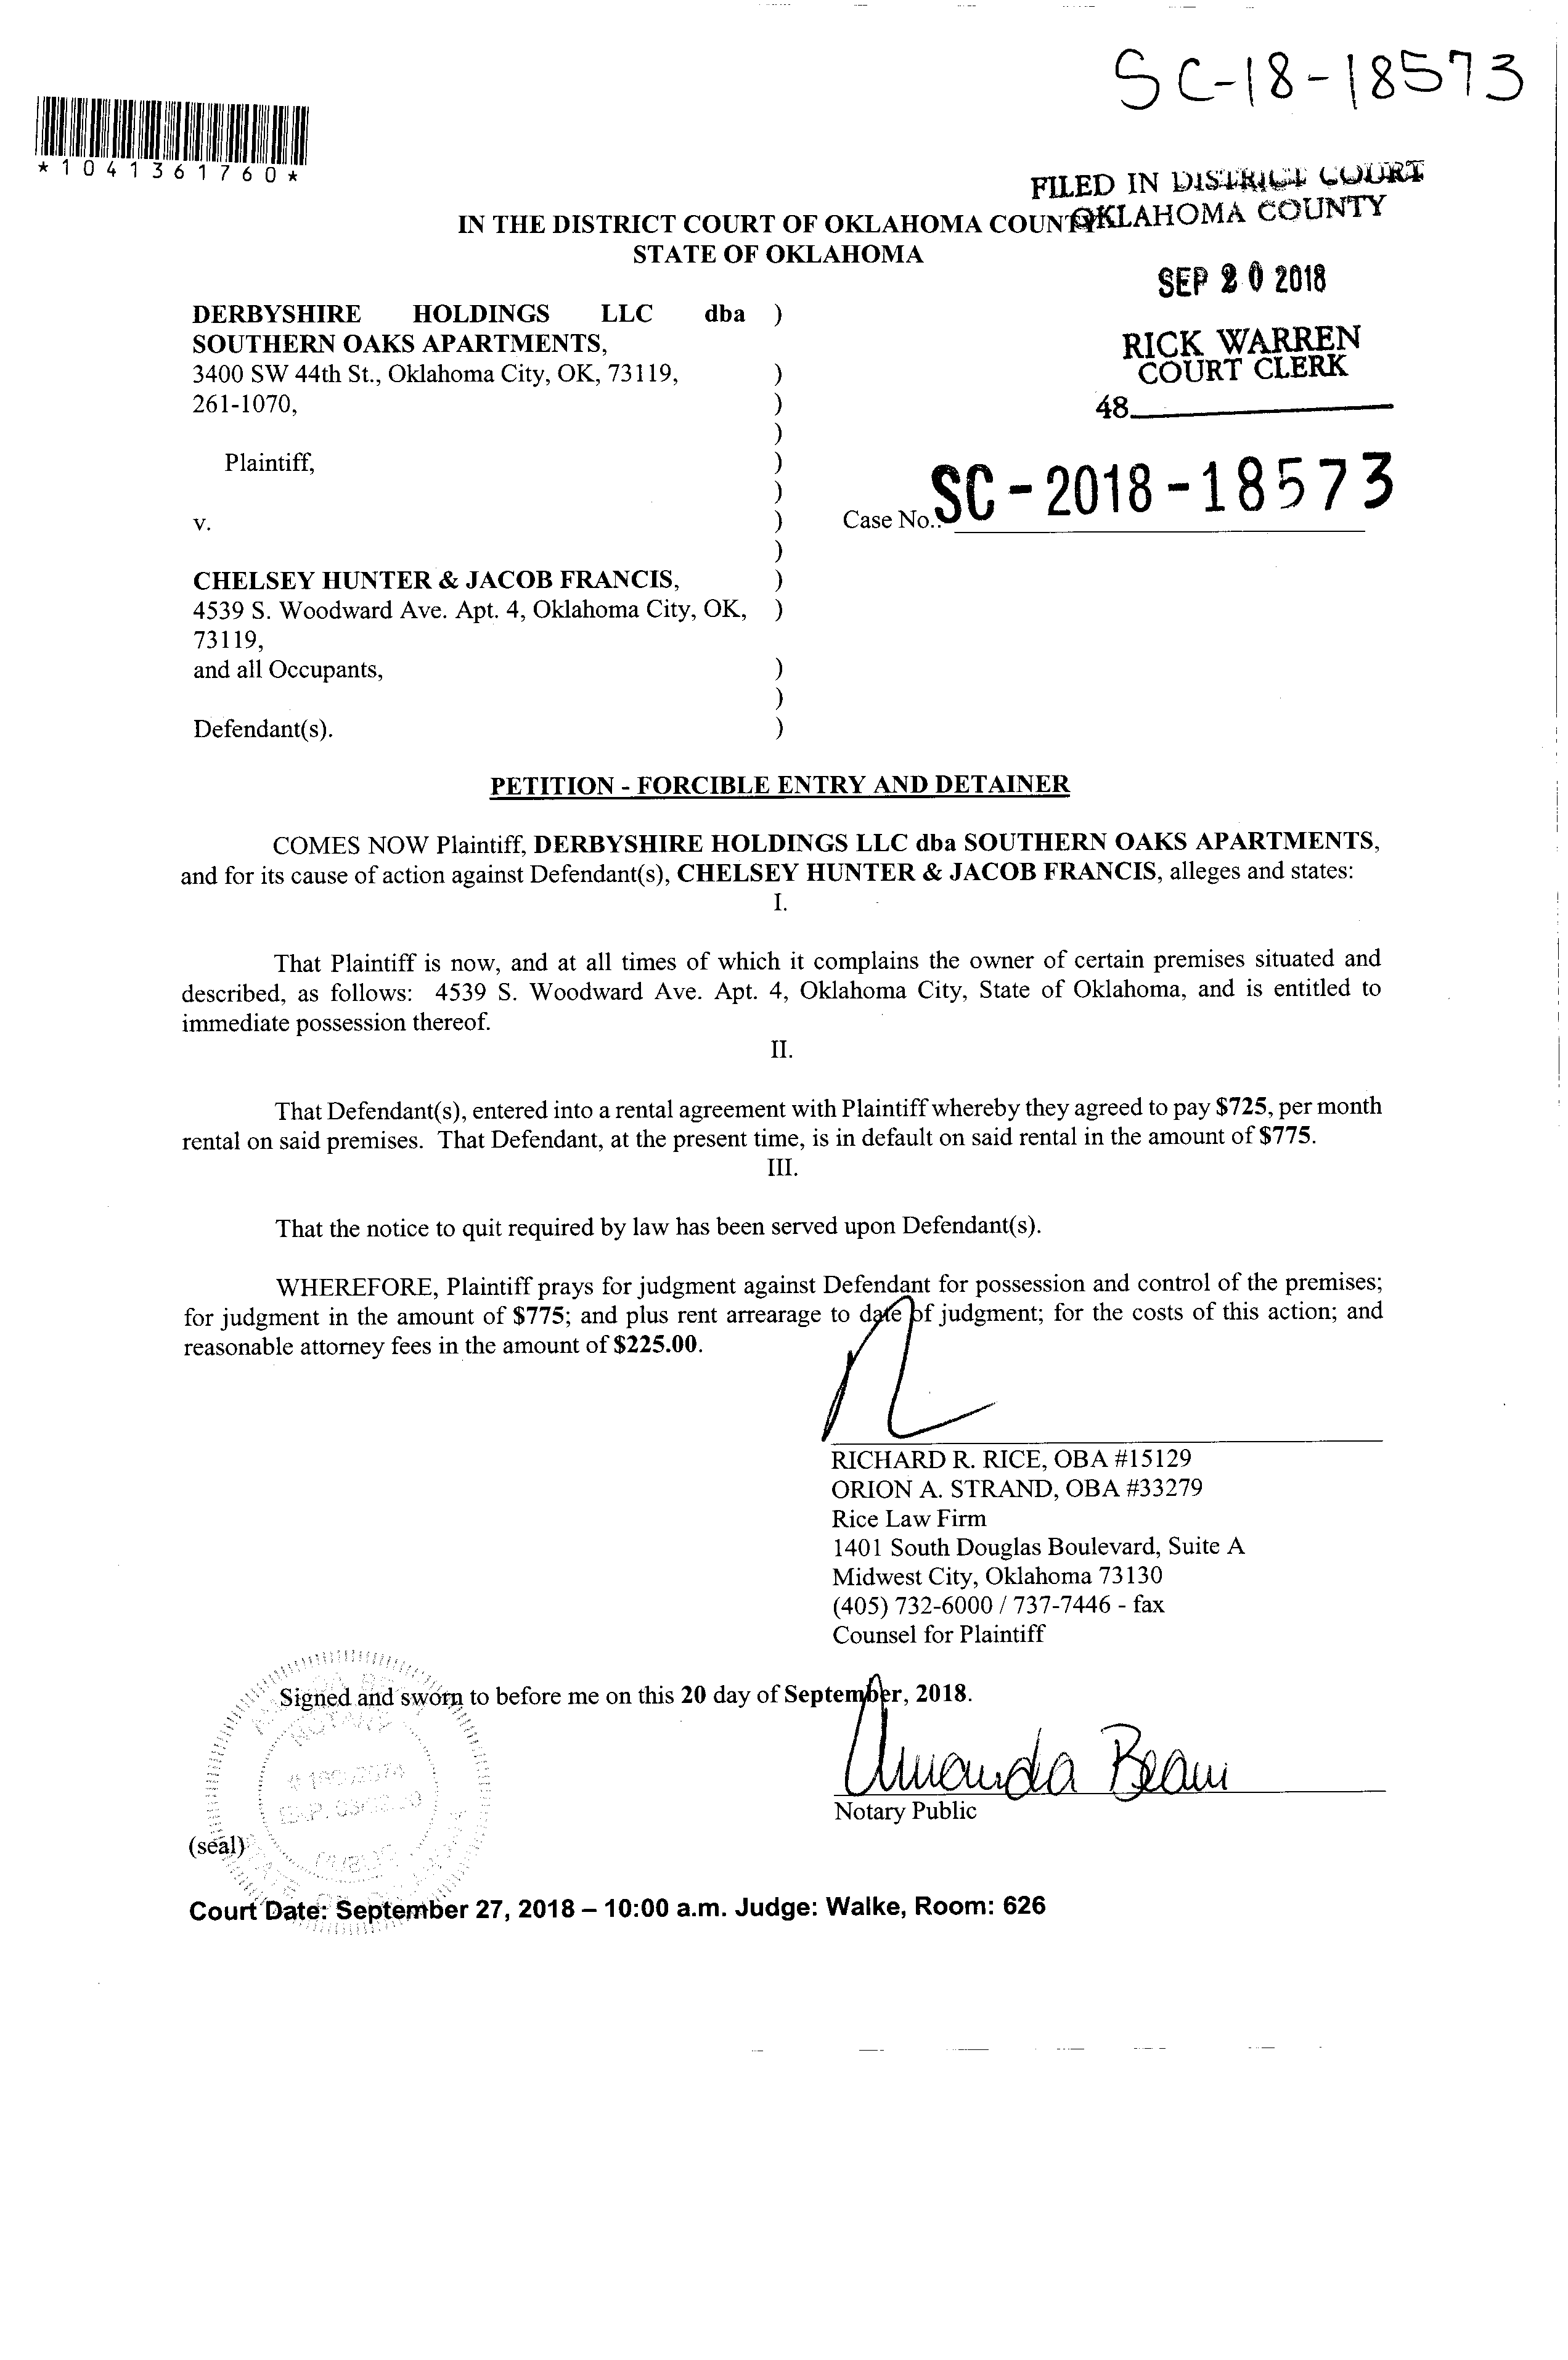 SC-18-18573
*1041361760*
FILED IN DISTRICT COURT
OKLAHOMA COUNTY
IN THE DISTRICT COURT OF OKLAHOMA COUNTY
STATE OF OKLAHOMA
SEP 20 2018
RICK WARREN
COURT CLERK
48
DERBYSHIRE HOLDINGS LLC dba )
SOUTHERN OAKS APARTMENTS,
3400 SW 44th St., Oklahoma City, OK, 73119, )
261-1070, )
)
Plaintiff, )
)
v. ) Case No.: SC-2018-18573
)
CHELSEY HUNTER & JACOB FRANCIS, )
4539 S. Woodward Ave. Apt. 4, Oklahoma City, OK, )
73119,
and all Occupants, )
)
Defendant(s). )
PETITION - FORCIBLE ENTRY AND DETAINER
COMES NOW Plaintiff, DERBYSHIRE HOLDINGS LLC dba SOUTHERN OAKS APARTMENTS,
and for its cause of action against Defendant(s), CHELSEY HUNTER & JACOB FRANCIS, alleges and states:
I.
That Plaintiff is now, and at all times of which it complains the owner of certain premises situated and
described, as follows: 4539 S. Woodward Ave. Apt. 4, Oklahoma City, State of Oklahoma, and is entitled to
immediate possession thereof.
II.
That Defendant(s), entered into a rental agreement with Plaintiff whereby they agreed to pay $725, per month
rental on said premises. That Defendant, at the present time, is in default on said rental in the amount of $775.
III.
That the notice to quit required by law has been served upon Defendant(s).
WHEREFORE, Plaintiff prays for judgment against Defendant for possession and control of the premises;
for judgment in the amount of $775; and plus rent arrearage to date of judgment; for the costs of this action; and
reasonable attorney fees in the amount of $225.00.
RICHARD R. RICE, OBA #15129
ORION A. STRAND, OBA #33279
Rice Law Firm
1401 South Douglas Boulevard, Suite A
Midwest City, Oklahoma 73130
(405) 732-6000 / 737-7446 - fax
Counsel for Plaintiff
Signed and sworn to before me on this 20 day of September, 2018.
NOTARY
EXP.
Amanda Beam
Notary Public
(seal)
Court Date: September 27, 2018 – 10:00 a.m. Judge: Walke, Room: 626